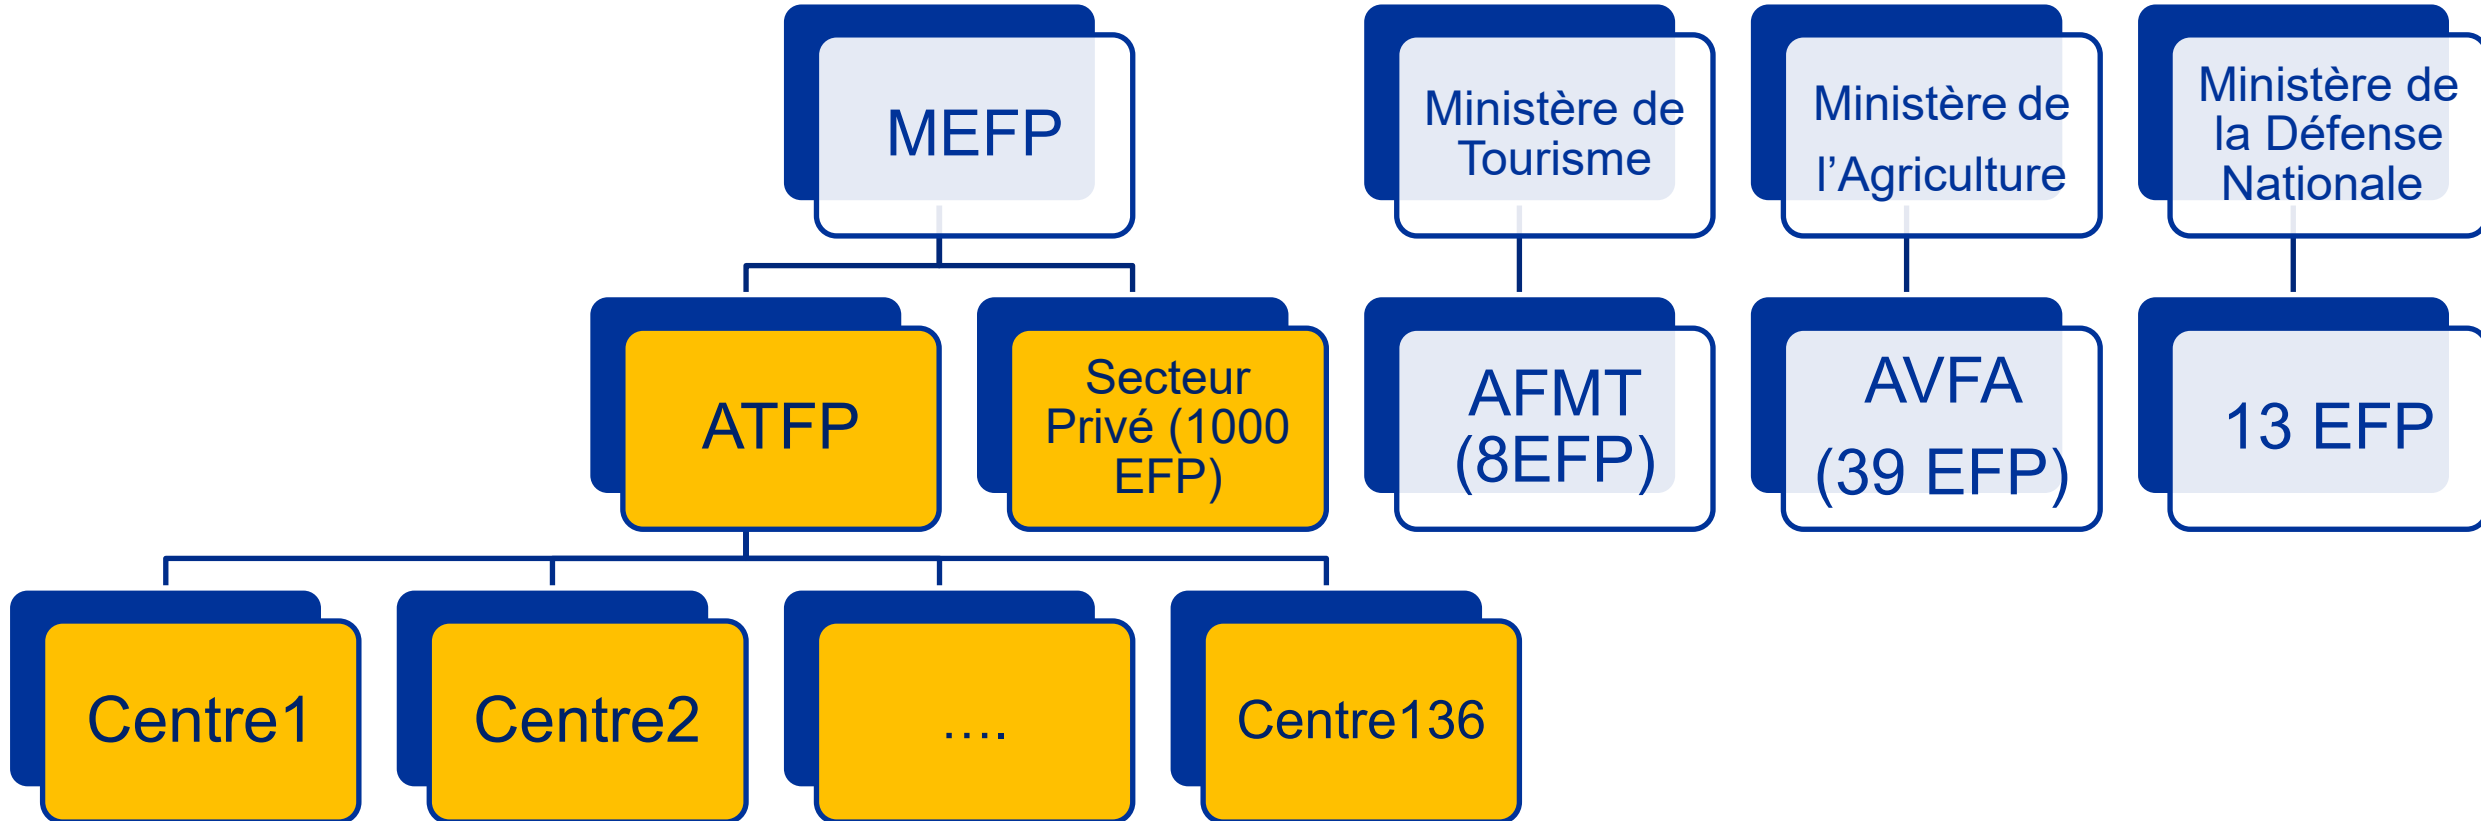 MEFP
Ministère de
Tourisme
Ministère de
l’Agriculture
Ministère de
la Défense
Nationale
ATFP
Secteur
Privé (1000
EFP)
AFMT
(8EFP)
AVFA
(39 EFP)
13 EFP
Centre1
Centre2
....
Centre136